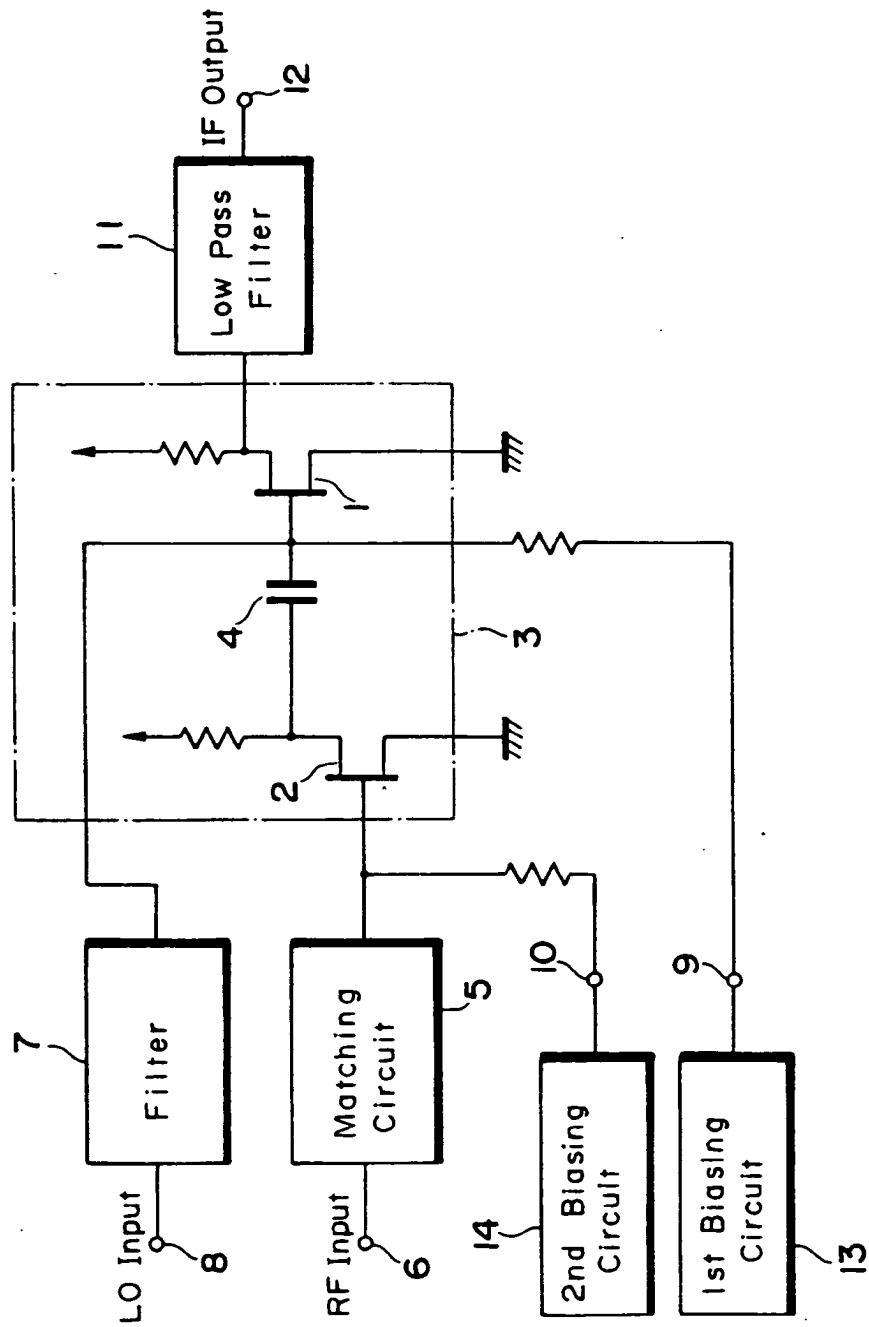 7
LO Input
Filter
8
11
Low Pass
Filter
IF Output
12
4
2
1
3
RF Input
Matching
Circuit
6
5
14
2nd Biasing
Circuit
10
1st Biasing
Circuit
9
13